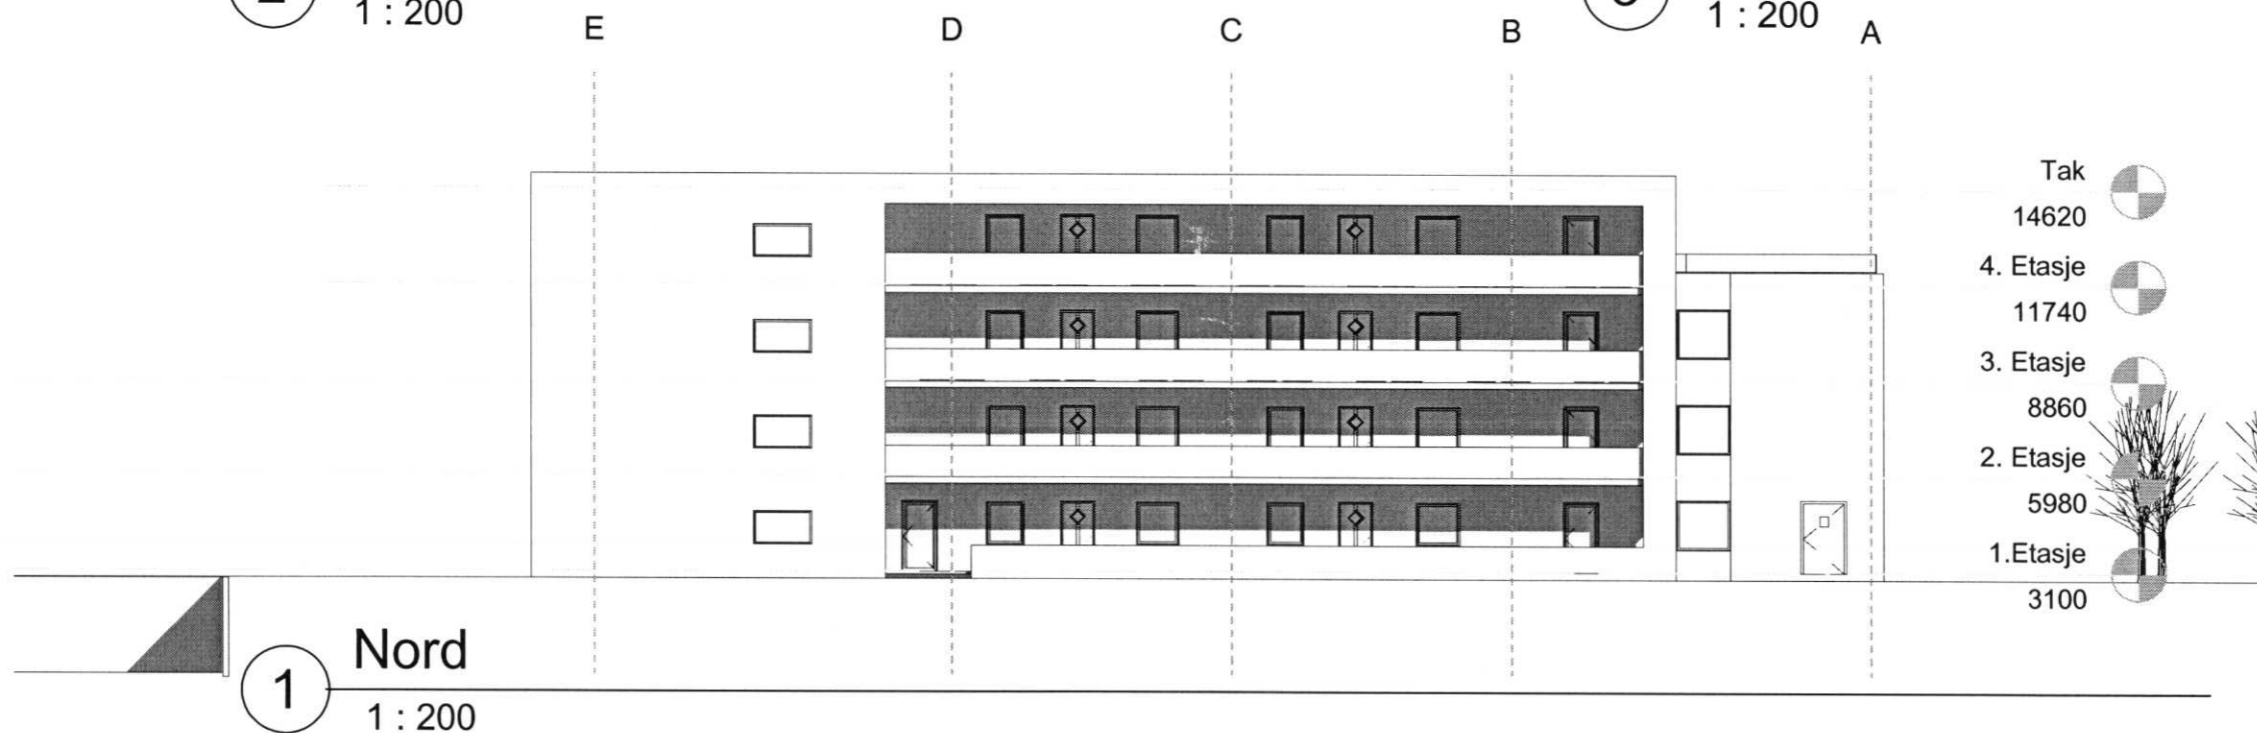 1 : 200
1 : 200
E
D
C
B
A
Tak
14620
4. Etasje
11740
3. Etasje
8860
2. Etasje
5980
1.Etasje
3100
Nord
1
1 : 200